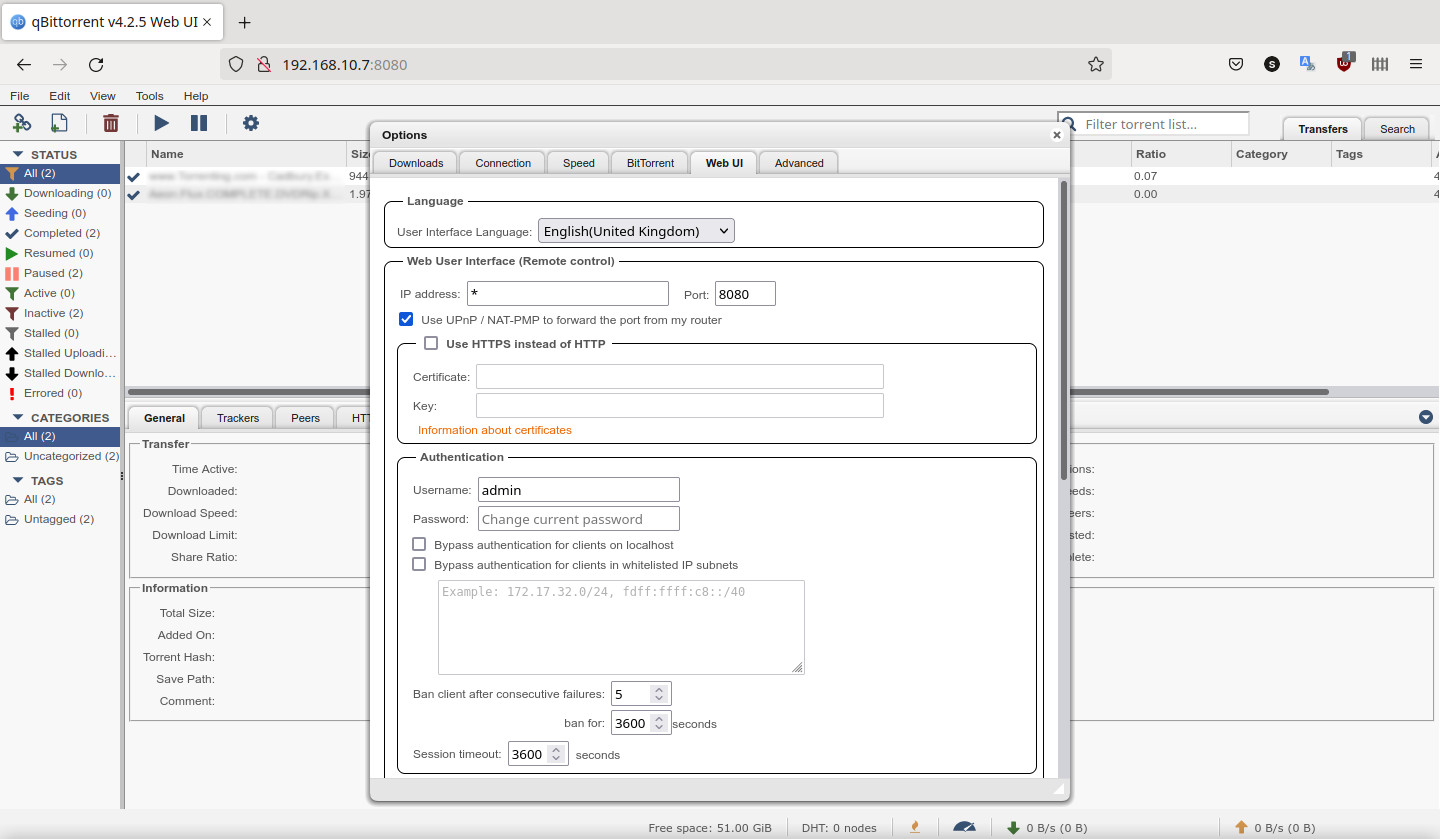 qBittorrent v4.2.5 Web UI
192.168.10.7:8080
S
1
File Edit View Tools Help
Filter torrent list...
Transfers Search
STATUS
All (2)
Downloading (0)
Seeding (0)
Completed (2)
Resumed (0)
Paused (2)
Active (0)
Inactive (2)
Stalled (0)
Stalled Uploadi...
Stalled Downlo...
Errored (0)
CATEGORIES
All (2)
Uncategorized (2)
TAGS
All (2)
Untagged (2)
Name Ratio Category Tags
944 0.07 4
1.97 0.00 4
Options
Downloads Connection Speed BitTorrent Web UI Advanced
Language
User Interface Language: English(United Kingdom)
Web User Interface (Remote control)
IP address: * Port: 8080
Use UPnP / NAT-PMP to forward the port from my router
Use HTTPS instead of HTTP
Certificate:
Key:
Information about certificates
Authentication
Username: admin
Password: Change current password
Bypass authentication for clients on localhost
Bypass authentication for clients in whitelisted IP subnets
Example: 172.17.32.0/24, fdff:ffff:c8::/40
Ban client after consecutive failures: 5
ban for: 3600 seconds
Session timeout: 3600 seconds
General Trackers Peers HTT
Transfer
Time Active: ions:
Downloaded: eeds:
Download Speed: eers:
Download Limit: sted:
Share Ratio: plete:
Information
Total Size:
Added On:
Torrent Hash:
Save Path:
Comment:
Free space: 51.00 GiB DHT: 0 nodes 0 B/s (0 B) 0 B/s (0 B)